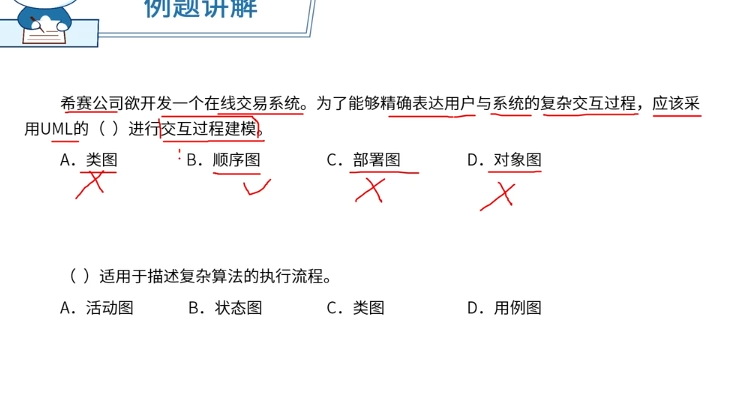 例题讲解
希赛公司欲开发一个在线交易系统。为了能够精确表达用户与系统的复杂交互过程，应该采
用UML的（ ）进行交互过程建模。
A. 类图 B. 顺序图 C. 部署图 D. 对象图
（ ）适用于描述复杂算法的执行流程。
A. 活动图 B. 状态图 C. 类图 D. 用例图